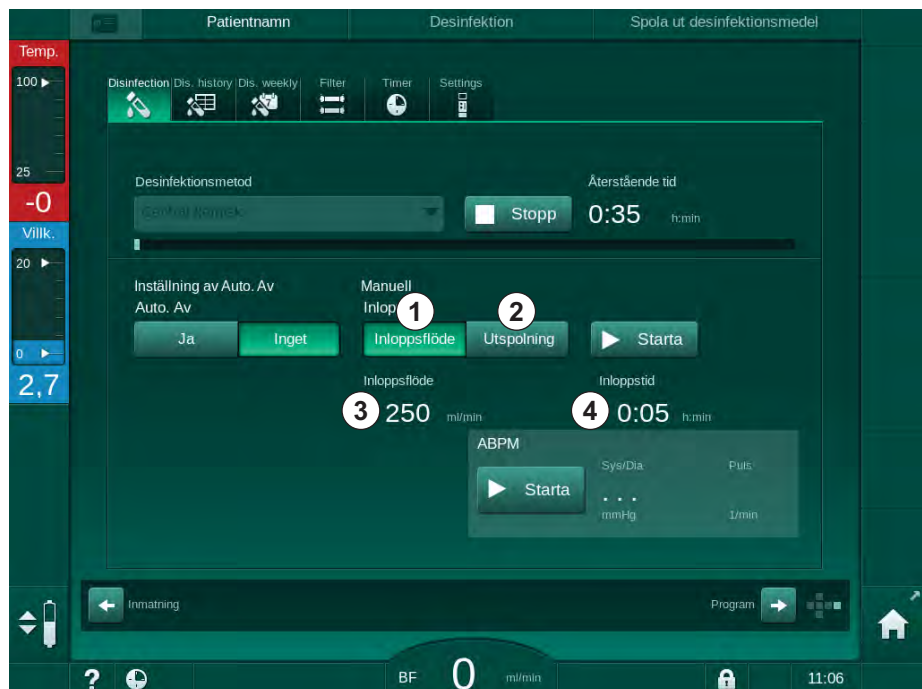 Patientnamn Desinfektion Spola ut desinfektionsmedel
Temp.
100
25
-0
Villk.
20
0
2,7
Disinfection Dis. history Dis. weekly Filter Timer Settings
7
Desinfektionsmetod
Stopp
Återstående tid
0:35 h:min
Inställning av Auto. Av
Auto. Av
Ja Inget
Manuell
1 2
Inloppsflöde Utspolning Starta
Inloppsflöde
3 250 ml/min
Inloppstid
4 0:05 h:min
ABPM
Starta
Sys/Dia Puls
. . .
mmHg 1/min
Inmatning Program
? BF 0 ml/min 11:06